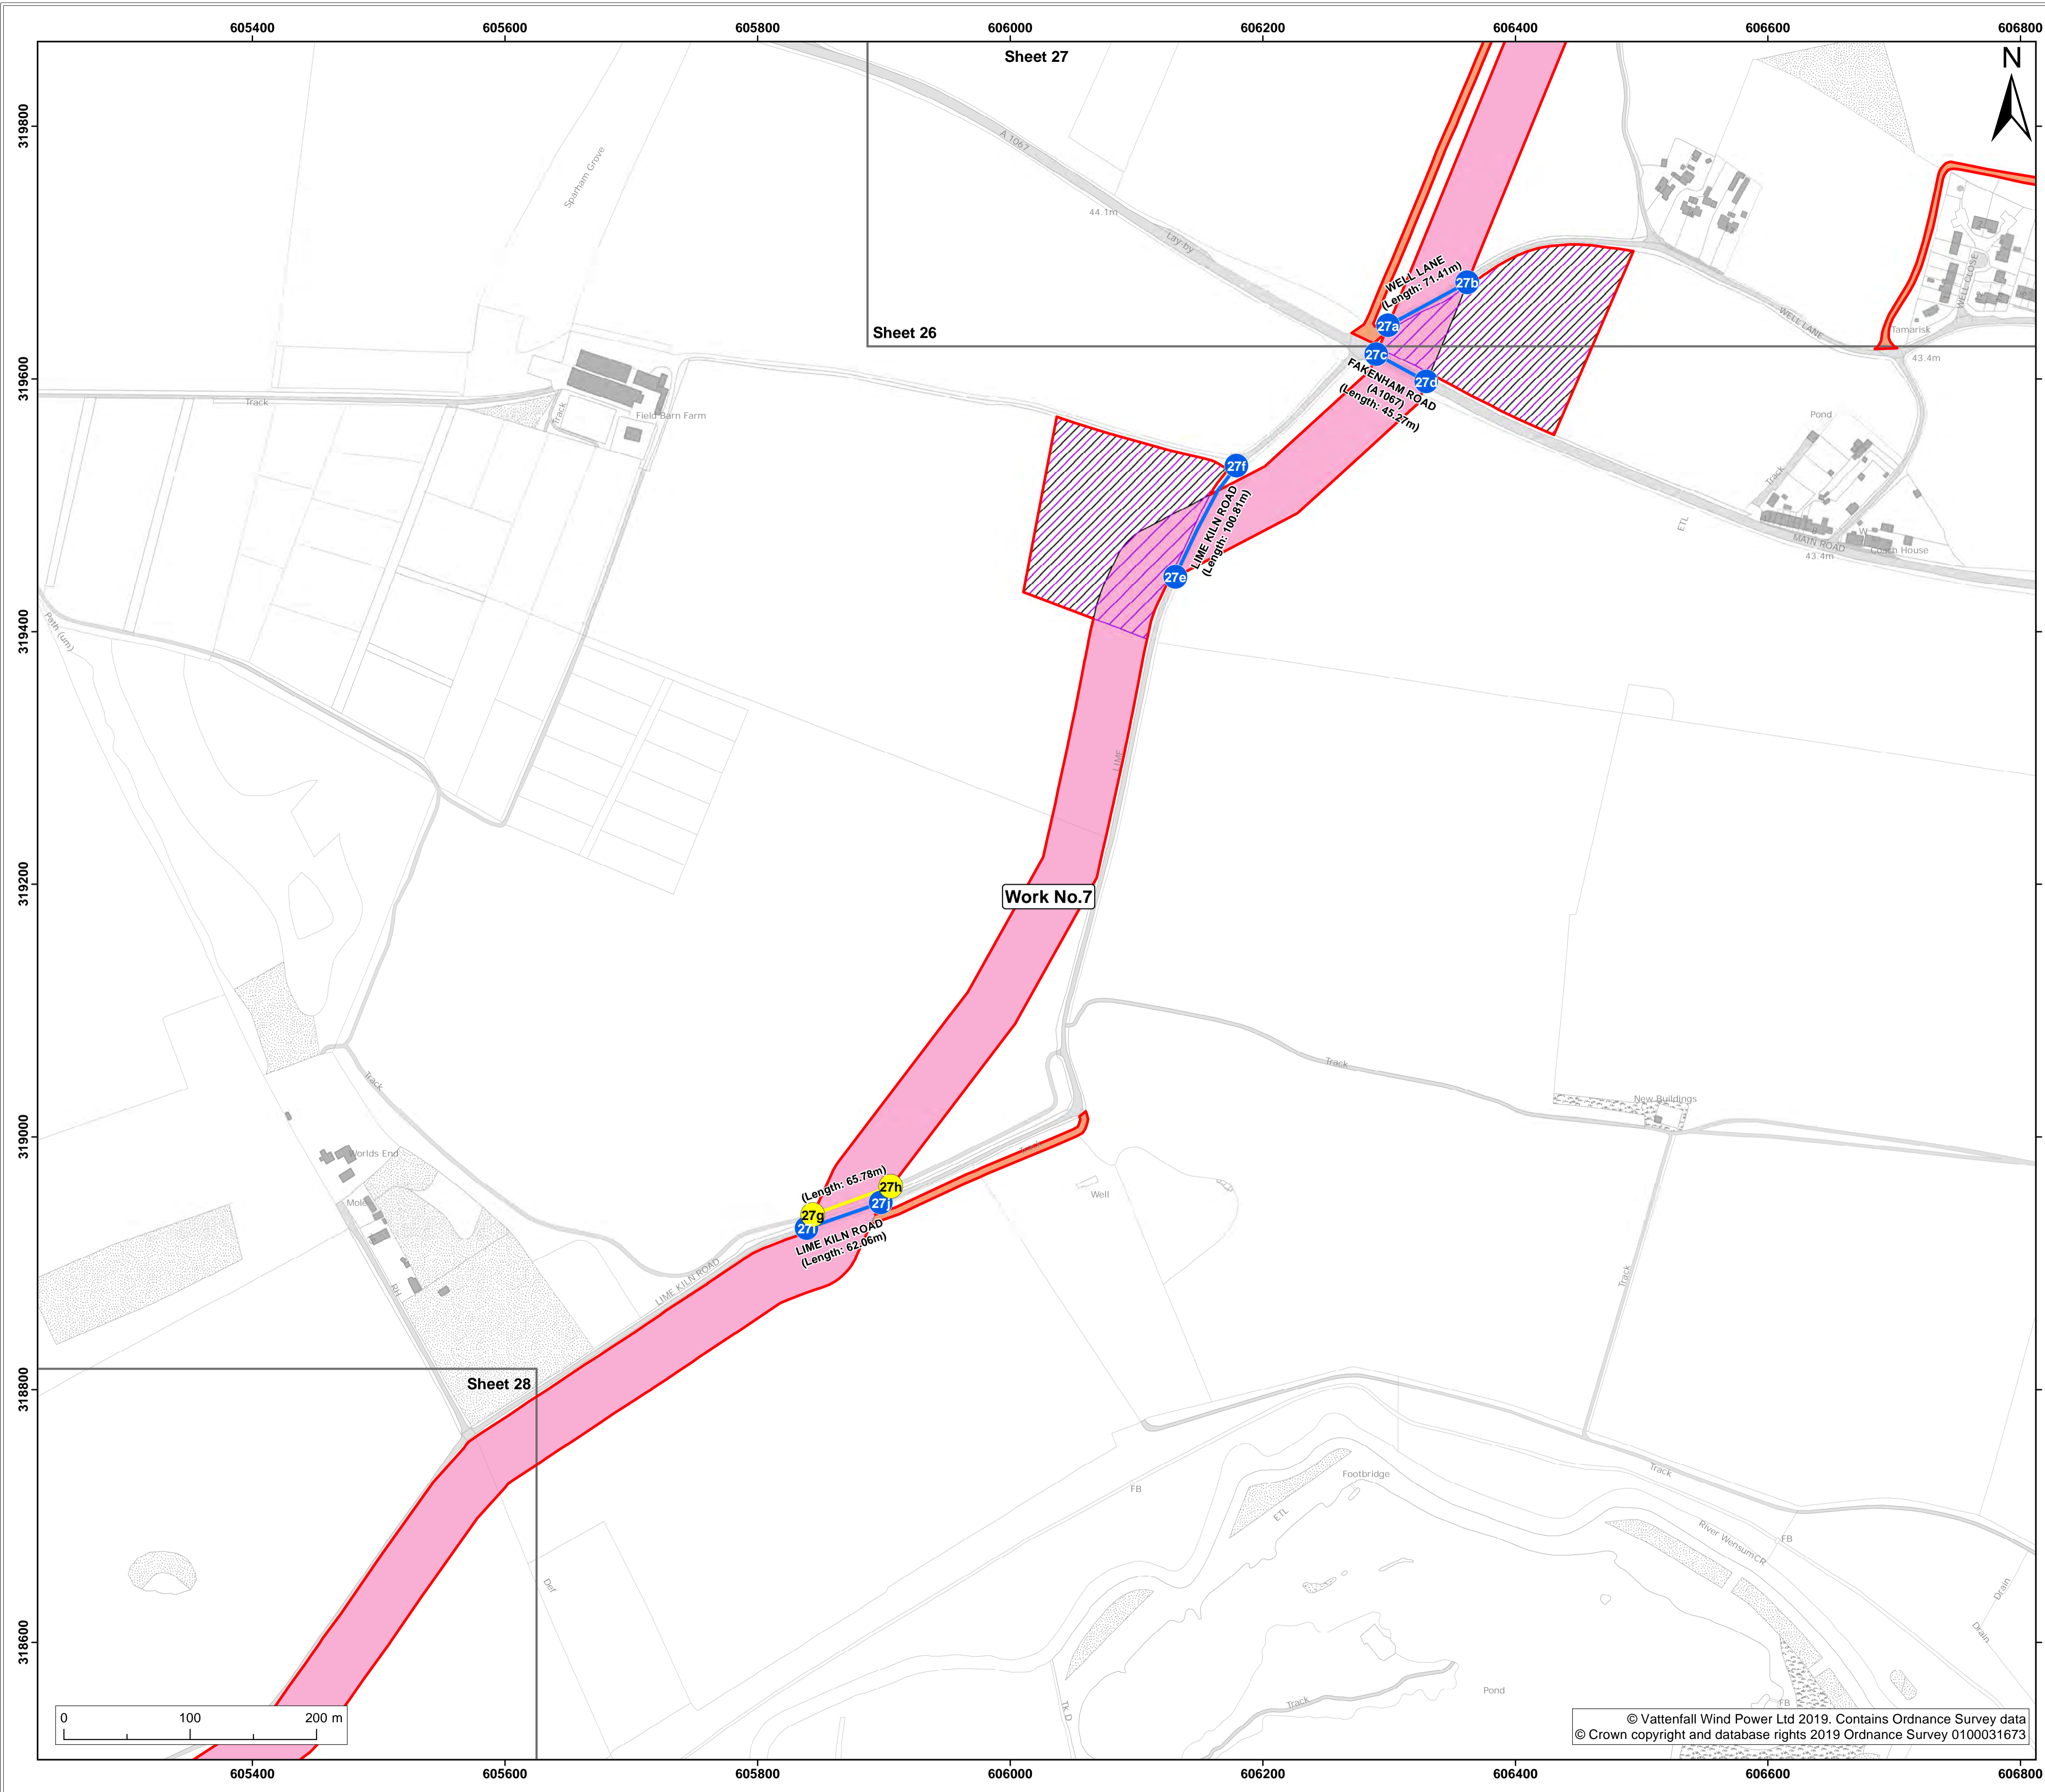 605400 605600 605800 606000 606200 606400 606600 606800
Sheet 27
N
319800
A 1067
Sparham Grove
44.1m
Lay-by
WELL LANE
(Length: 71.41m)
27b
27a
WELL CLOSE
WELL LANE
Tamarisk
43.4m
Sheet 26
319600
27c
27d
FAKENHAM ROAD
(A1067)
(Length: 45.27m)
Track
Track
Field Barn Farm
Pond
Track
27f
LIME KILN ROAD
(Length: 100.81m)
27e
ETL
W
Coach House
MAIN ROAD
43.4m
319400
Path (um)
LIME
319200
Work No.7
Track
Track
319000
New Buildings
Worlds End
Mole
(Length: 65.78m)
27h
27j
27g
27i
LIME KILN ROAD
(Length: 62.06m)
Well
LIME KILN ROAD
RH
Track
318800
Sheet 28
Track
Footbridge
FB
ETL
River Wensum
CR
FB
Def
Drain
Drain
318600
Tk
D
Track
Pond
FB
0 100 200 m
© Vattenfall Wind Power Ltd 2019. Contains Ordnance Survey data
© Crown copyright and database rights 2019 Ordnance Survey 0100031673
605400 605600 605800 606000 606200 606400 606600 606800